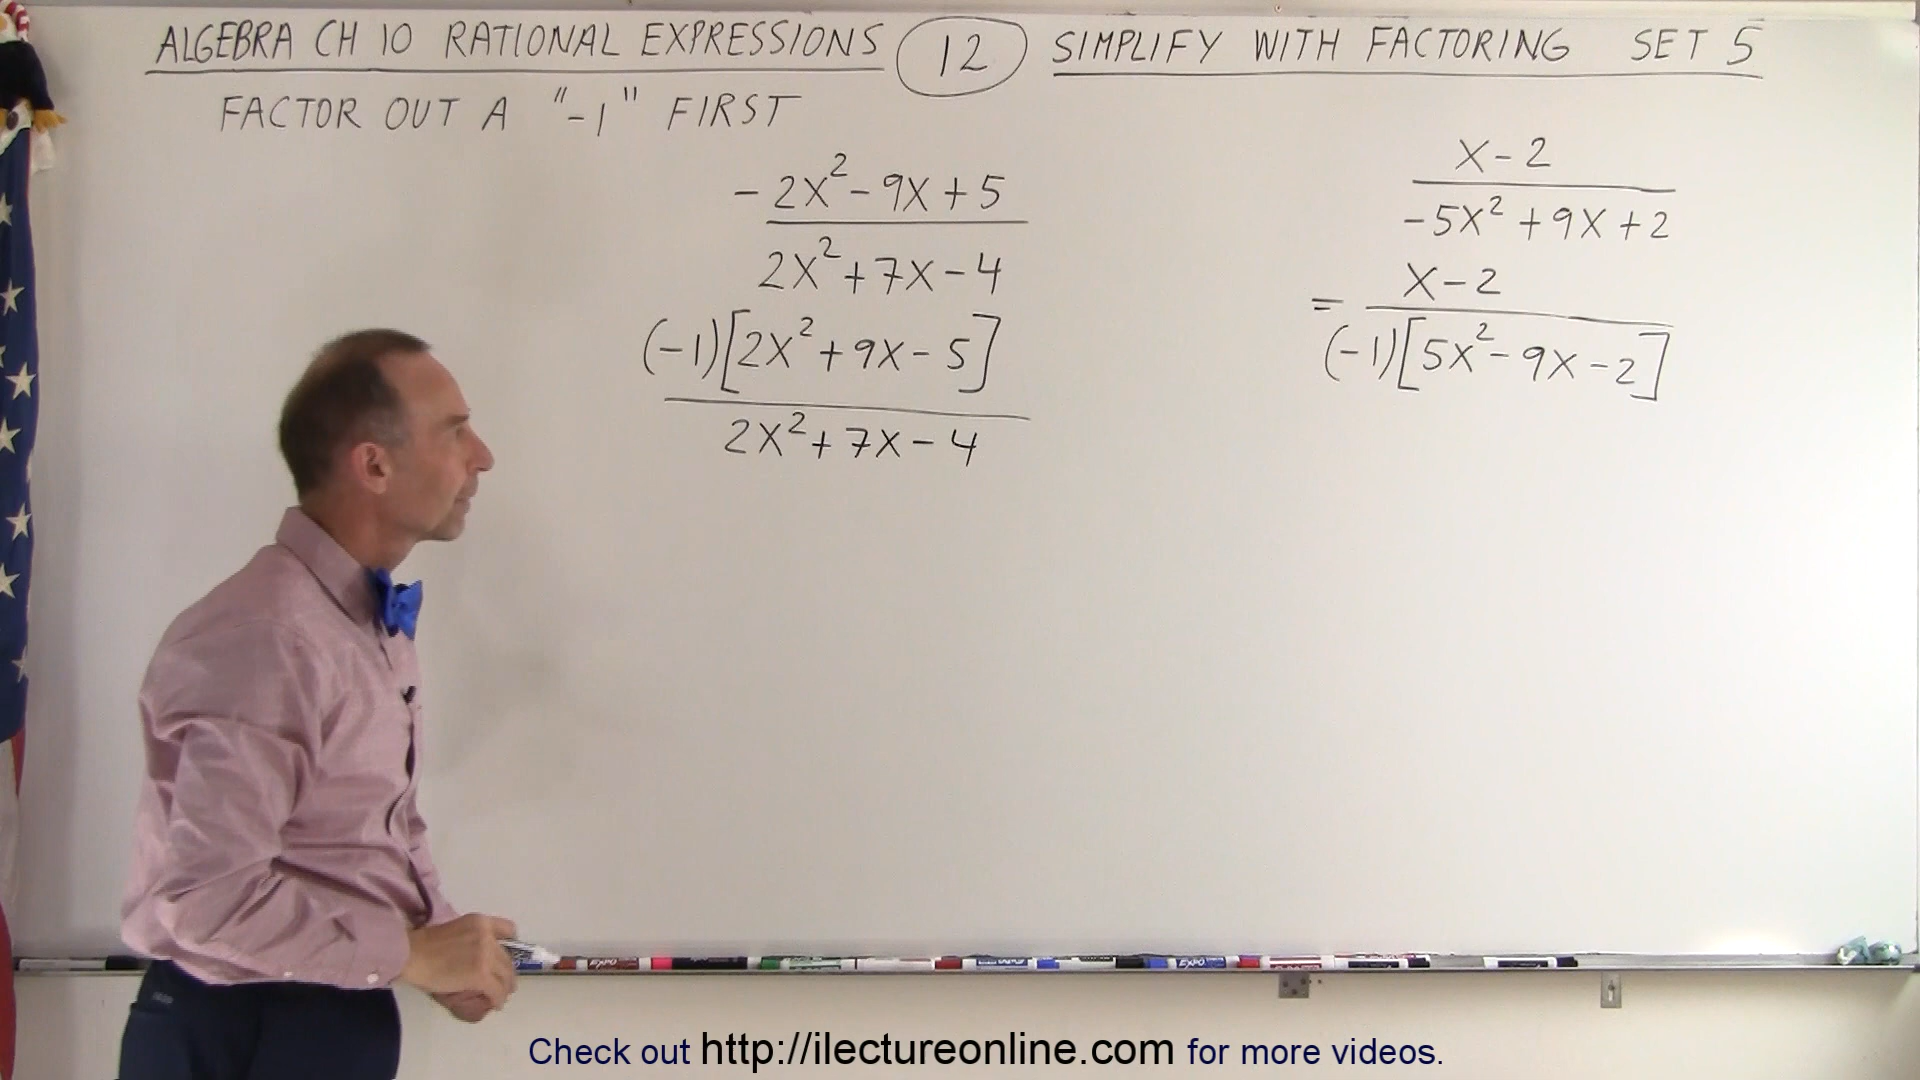 ALGEBRA CH 10 RATIONAL EXPRESSIONS 12 SIMPLIFY WITH FACTORING SET 5
FACTOR OUT A "-1" FIRST
-2X²-9X+5
2X²+7X-4
(-1)[2X²+9X-5]
2X²+7X-4
X-2
-5X²+9X+2
= X-2
(-1)[5X²-9X-2]
EXPO
EXPO
Check out http://ilectureonline.com for more videos.